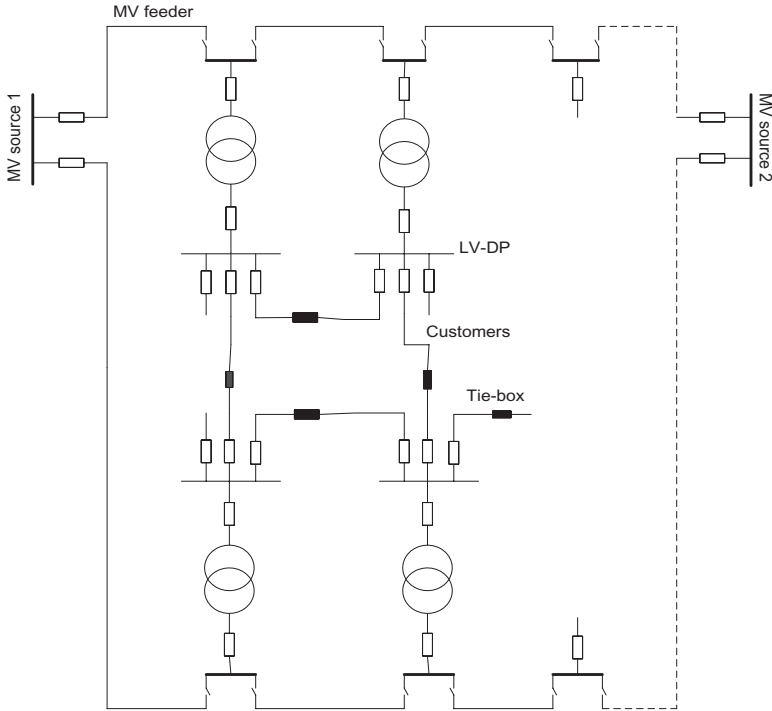 MV feeder
MV source 1
MV source 2
LV-DP
Customers
Tie-box